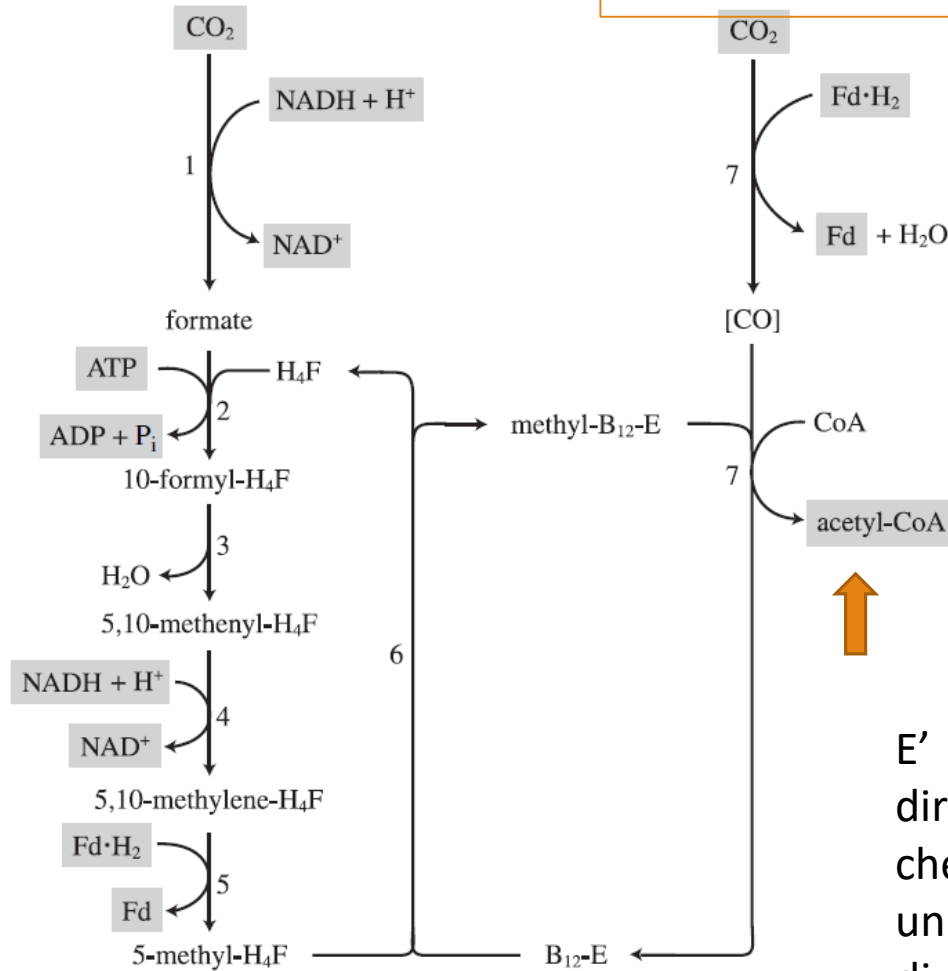 CO₂
NADH + H⁺
1
NAD⁺
formate
ATP
H₄F
2
ADP + Pᵢ
10-formyl-H₄F
3
H₂O
5,10-methenyl-H₄F
NADH + H⁺
4
NAD⁺
5,10-methylene-H₄F
Fd·H₂
5
Fd
5-methyl-H₄F
6
B₁₂-E
methyl-B₁₂-E
CO₂
Fd·H₂
7
Fd + H₂O
[CO]
CoA
7
acetyl-CoA
E’
dir
che
un